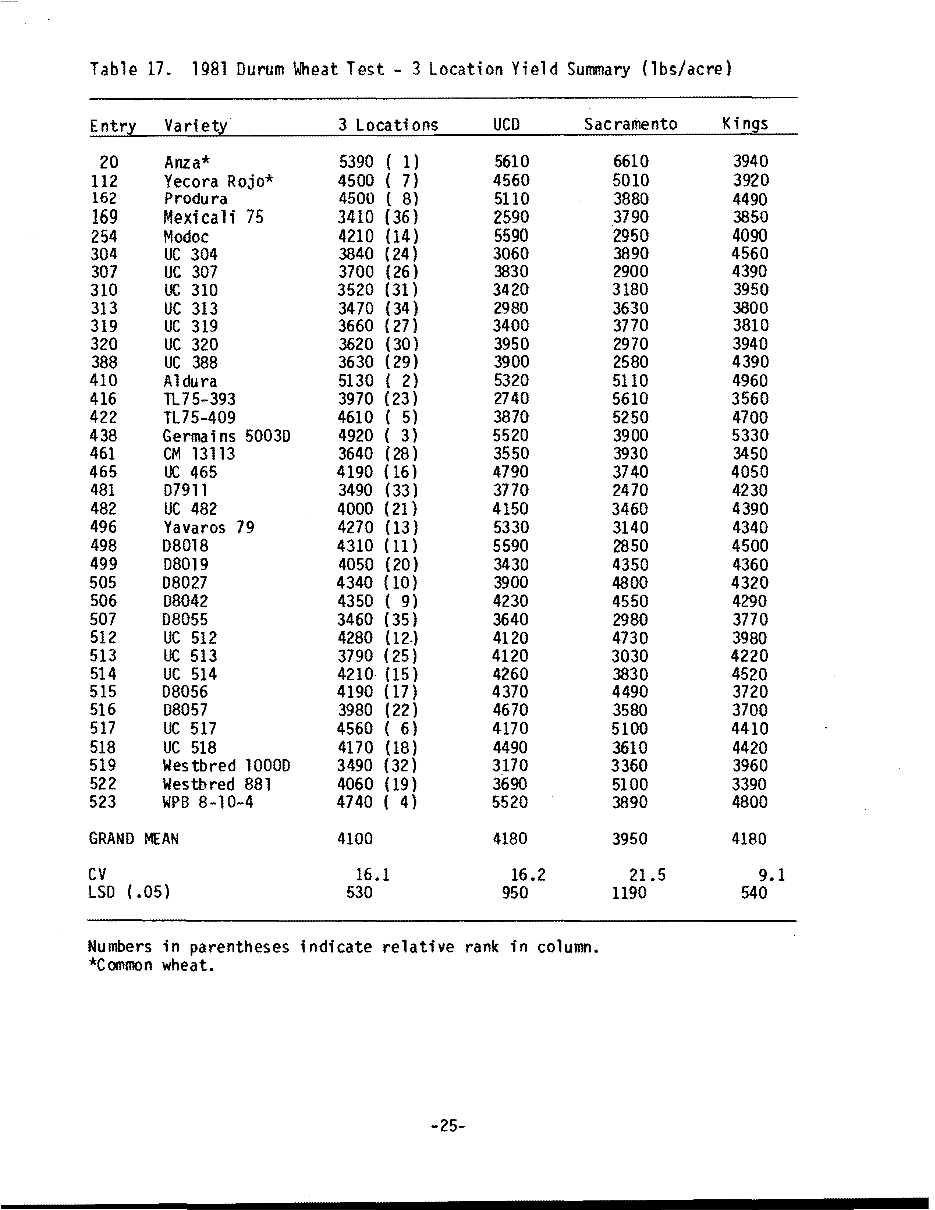 Table 17. 1981 Durum Wheat Test - 3 Location Yield Summary (lbs/acre)
Entry Variety 3 Locations UCD Sacramento Kings
20 Anza* 5390 ( 1) 5610 6610 3940
112 Yecora Rojo* 4500 ( 7) 4560 5010 3920
162 Produra 4500 ( 8) 5110 3880 4490
169 Mexicali 75 3410 (36) 2590 3790 3850
254 Modoc 4210 (14) 5590 2950 4090
304 UC 304 3840 (24) 3060 3890 4560
307 UC 307 3700 (26) 3830 2900 4390
310 UC 310 3520 (31) 3420 3180 3950
313 UC 313 3470 (34) 2980 3630 3800
319 UC 319 3660 (27) 3400 3770 3810
320 UC 320 3620 (30) 3950 2970 3940
388 UC 388 3630 (29) 3900 2580 4390
410 Aldura 5130 ( 2) 5320 5110 4960
416 TL75-393 3970 (23) 2740 5610 3560
422 TL75-409 4610 ( 5) 3870 5250 4700
438 Germains 5003D 4920 ( 3) 5520 3900 5330
461 CM 13113 3640 (28) 3550 3930 3450
465 UC 465 4190 (16) 4790 3740 4050
481 D7911 3490 (33) 3770 2470 4230
482 UC 482 4000 (21) 4150 3460 4390
496 Yavaros 79 4270 (13) 5330 3140 4340
498 D8018 4310 (11) 5590 2850 4500
499 D8019 4050 (20) 3430 4350 4360
505 D8027 4340 (10) 3900 4800 4320
506 D8042 4350 ( 9) 4230 4550 4290
507 D8055 3460 (35) 3640 2980 3770
512 UC 512 4280 (12) 4120 4730 3980
513 UC 513 3790 (25) 4120 3030 4220
514 UC 514 4210 (15) 4260 3830 4520
515 D8056 4190 (17) 4370 4490 3720
516 D8057 3980 (22) 4670 3580 3700
517 UC 517 4560 ( 6) 4170 5100 4410
518 UC 518 4170 (18) 4490 3610 4420
519 Westbred 1000D 3490 (32) 3170 3360 3960
522 Westbred 881 4060 (19) 3690 5100 3390
523 WPB 8-10-4 4740 ( 4) 5520 3890 4800
GRAND MEAN 4100 4180 3950 4180
CV 16.1 16.2 21.5 9.1
LSD (.05) 530 950 1190 540
Numbers in parentheses indicate relative rank in column.
*Common wheat.
-25-